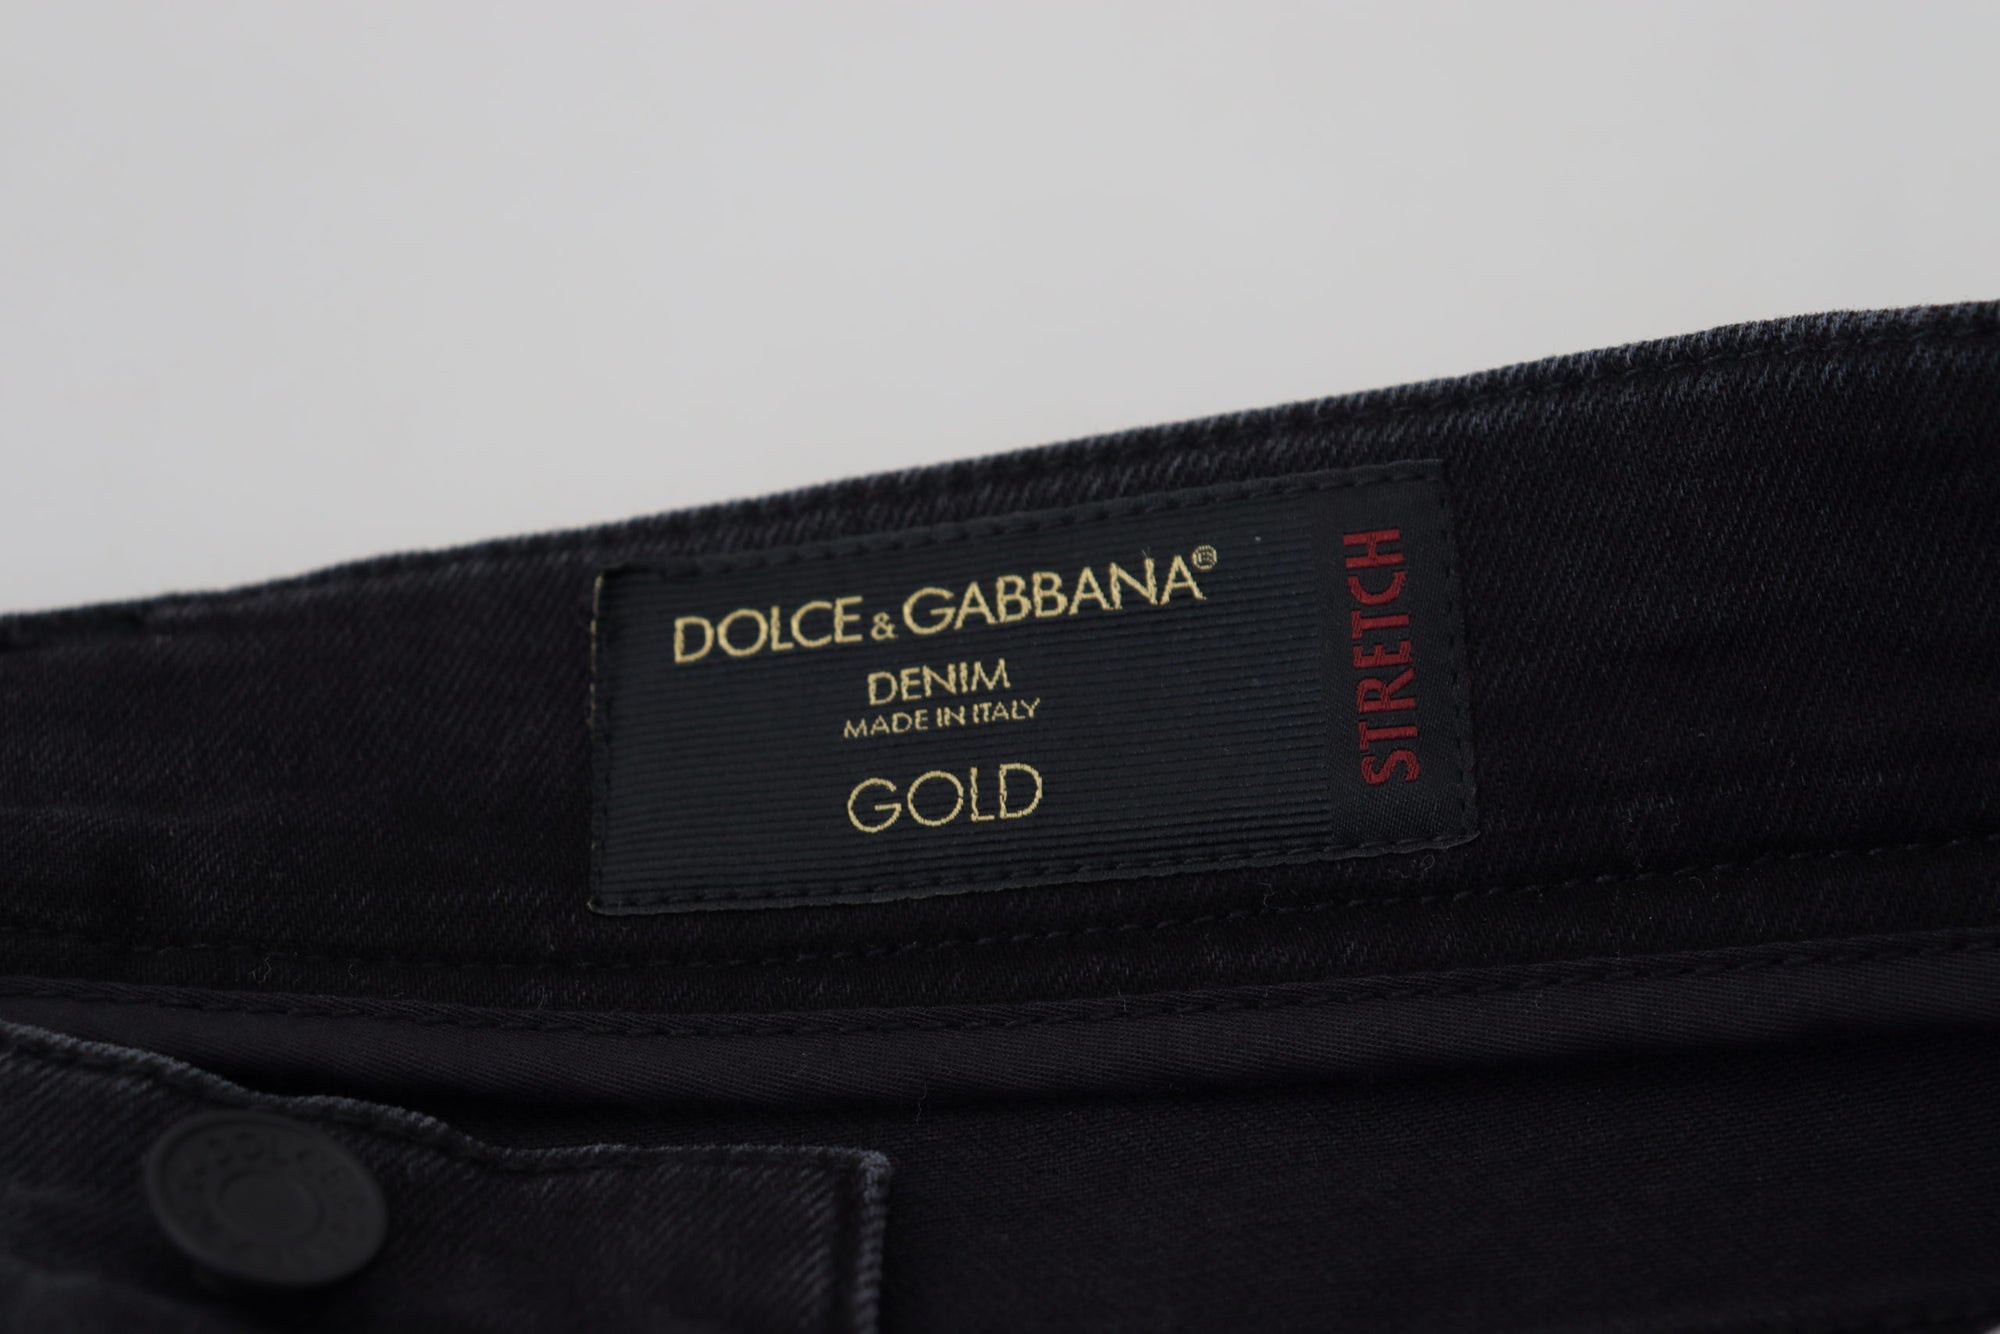 DOLCE & GABBANA®
DENIM
MADE IN ITALY
GOLD
STRETCH